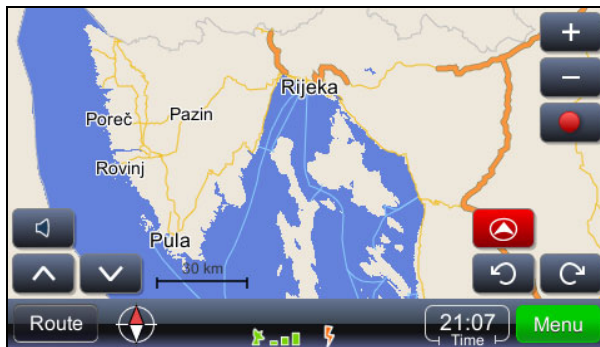 Rijeka
Poreč
Pazin
Rovinj
Pula
30 km
Route
21:07
Time
Menu